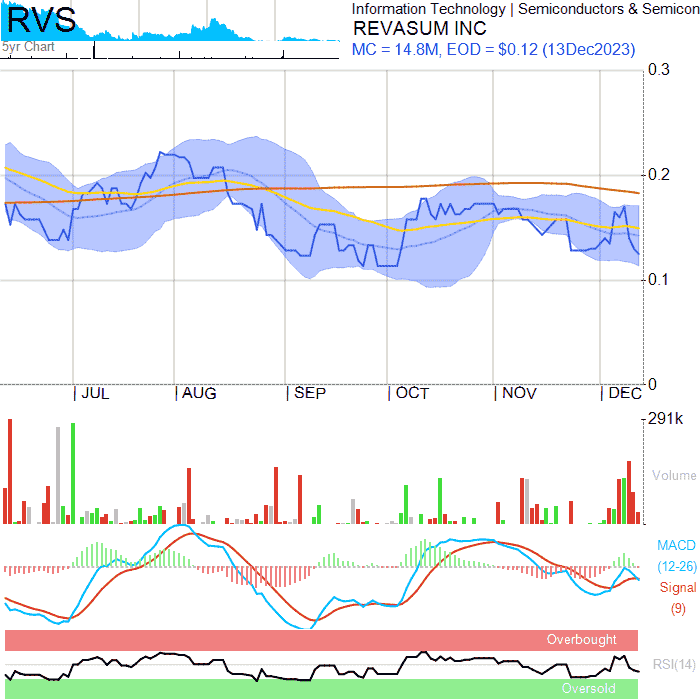 RVS
5yr Chart
Information Technology | Semiconductors & Semicon
REVASUM INC
MC = 14.8M, EOD = $0.12 (13Dec2023)
0.3
0.2
0.1
0
| JUL | AUG | SEP | OCT | NOV | DEC
291k
Volume
MACD
(12-26)
Signal
(9)
Overbought
RSI(14)
Oversold